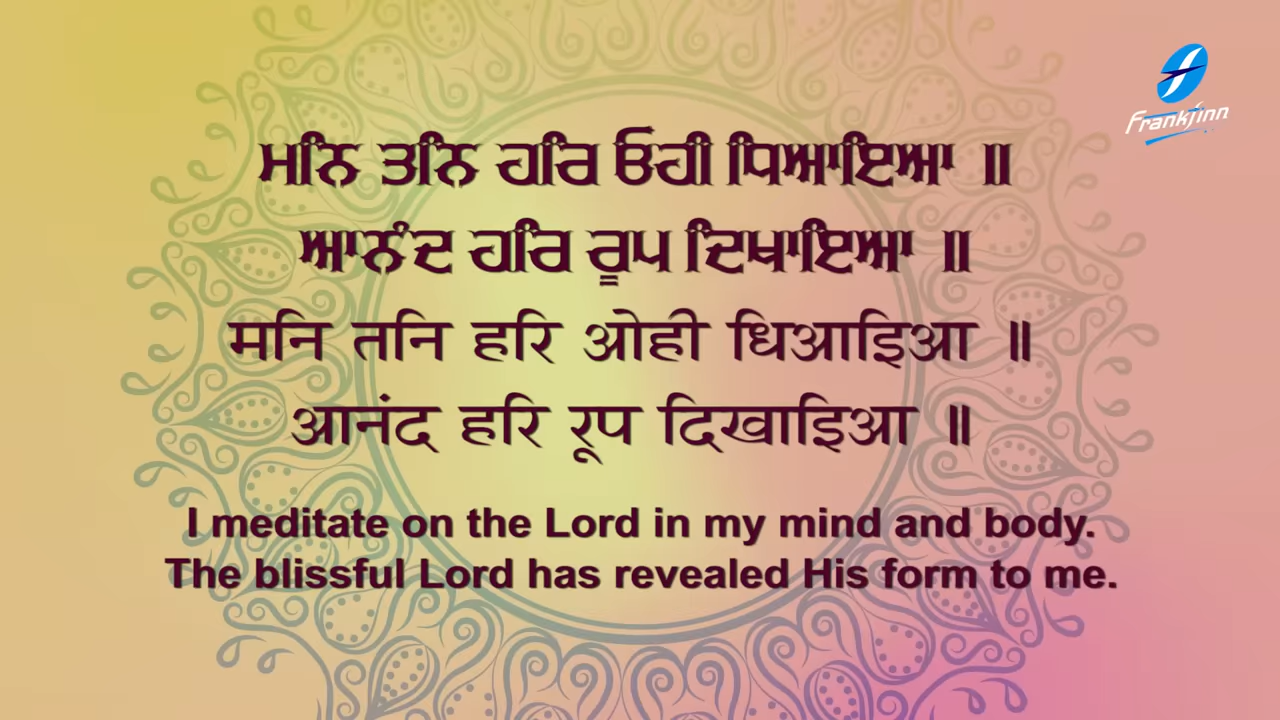 Frankfinn
ਮਨਿ ਤਨਿ ਹਰਿ ਓਹੀ ਧਿਆਇਆ ॥
ਆਨੰਦ ਹਰਿ ਰੂਪ ਦਿਖਾਇਆ ॥
मनि तनि हरि ओही धिआइआ ॥
आनंद हरि रूप दिखाइआ ॥
I meditate on the Lord in my mind and body.
The blissful Lord has revealed His form to me.